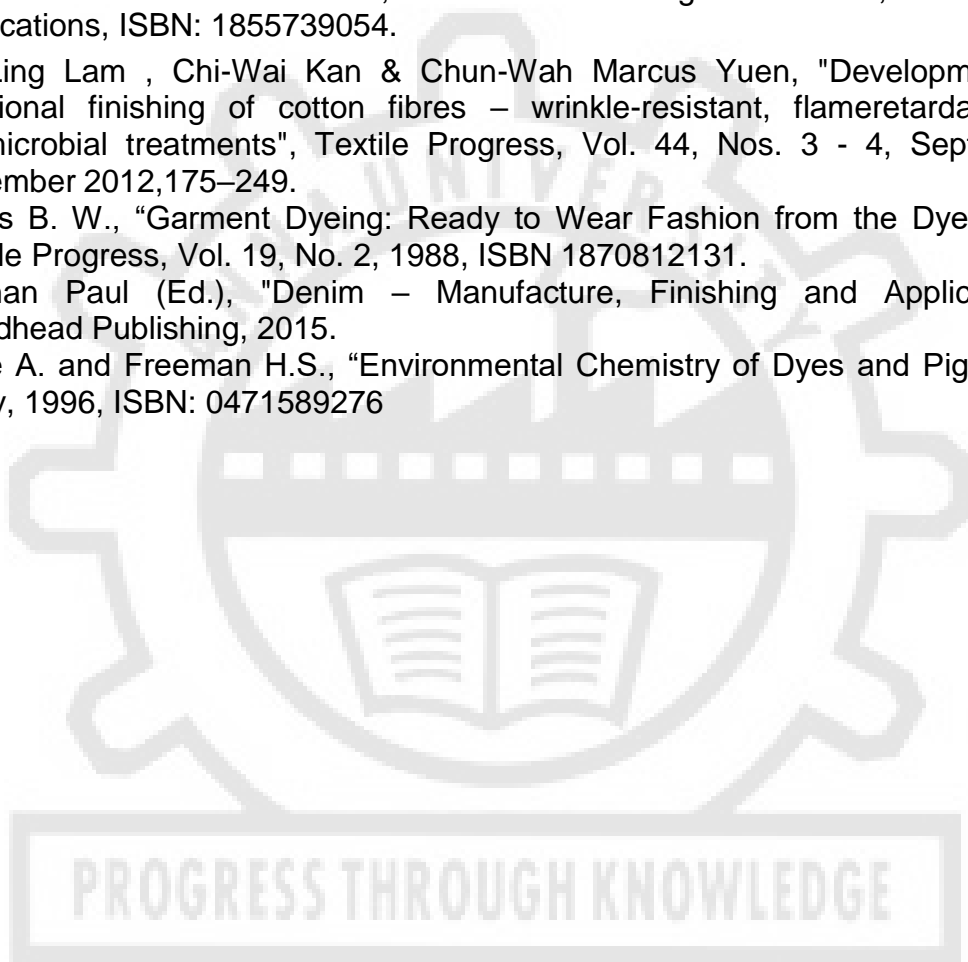 cations, ISBN: 1855739054.
ing Lam , Chi-Wai Kan & Chun-Wah Marcus Yuen, "Developm
ional finishing of cotton fibres – wrinkle-resistant, flameretarda
nicrobial treatments", Textile Progress, Vol. 44, Nos. 3 - 4, Sept
ember 2012,175–249.
s B. W., “Garment Dyeing: Ready to Wear Fashion from the Dye
le Progress, Vol. 19, No. 2, 1988, ISBN 1870812131.
nan Paul (Ed.), "Denim – Manufacture, Finishing and Applic
dhead Publishing, 2015.
e A. and Freeman H.S., “Environmental Chemistry of Dyes and Pig
y, 1996, ISBN: 0471589276
UNIVER
PROGRESS THROUGH KNOWLEDGE